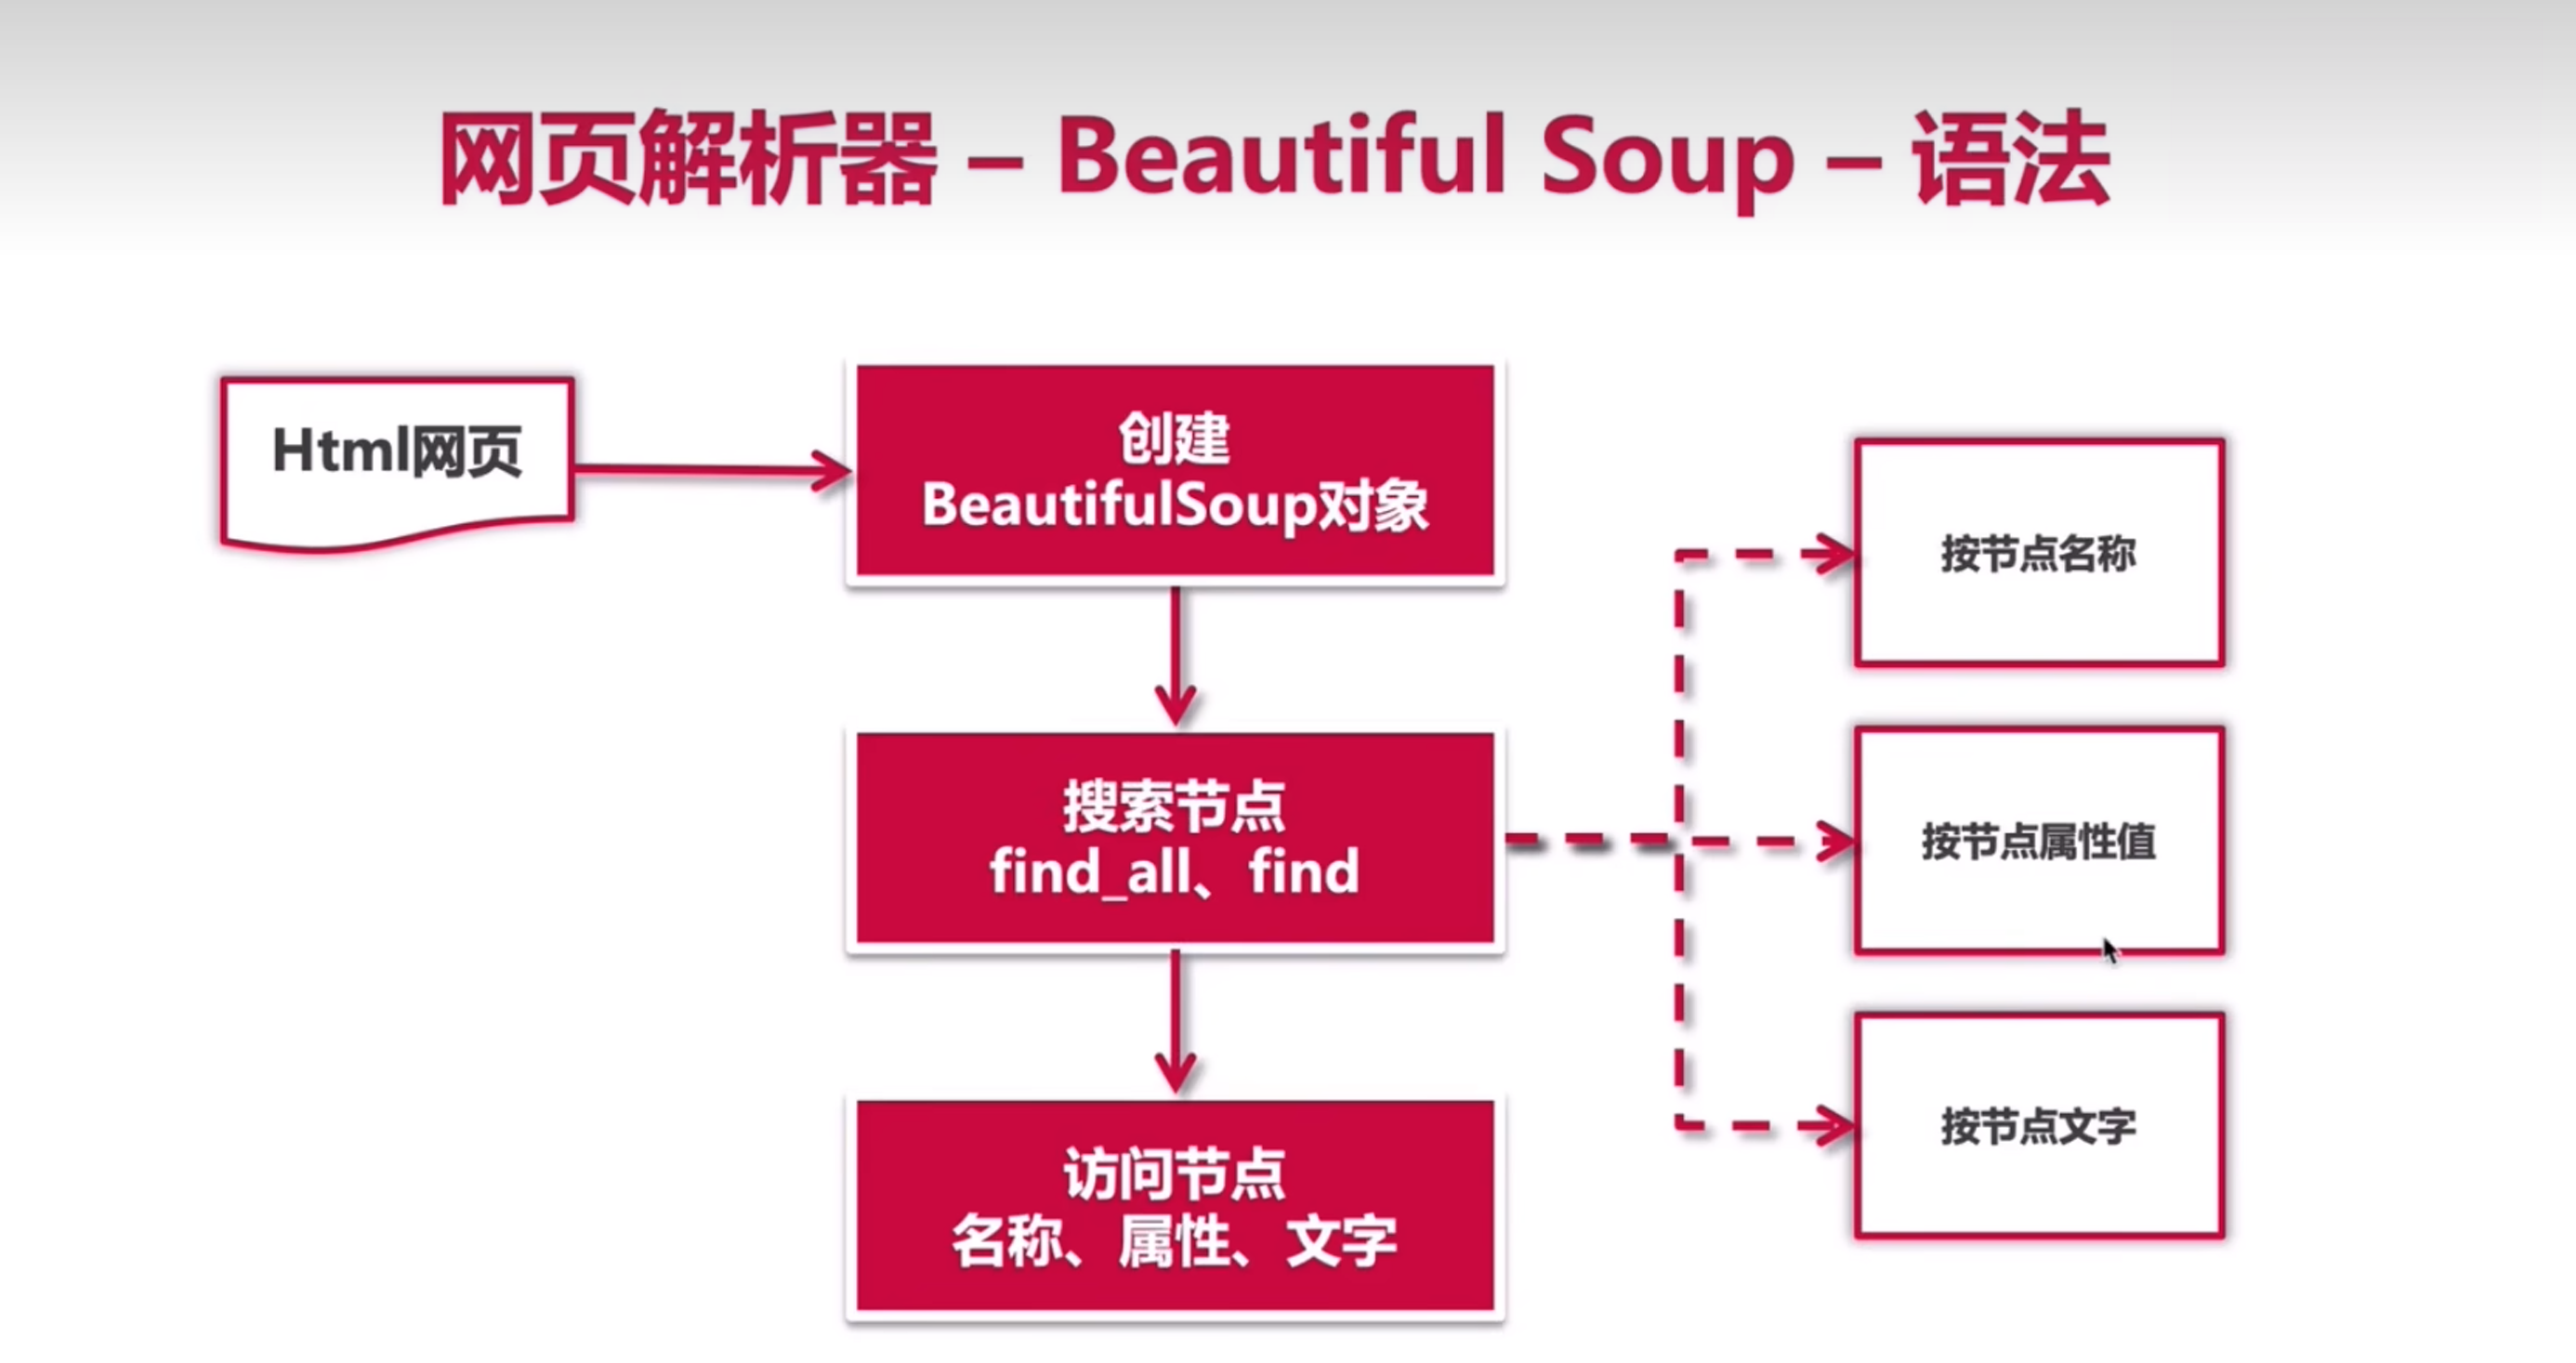 网页解析器 – Beautiful Soup – 语法
Html网页
创建
BeautifulSoup对象
搜索节点
find_all、find
访问节点
名称、属性、文字
按节点名称
按节点属性值
按节点文字